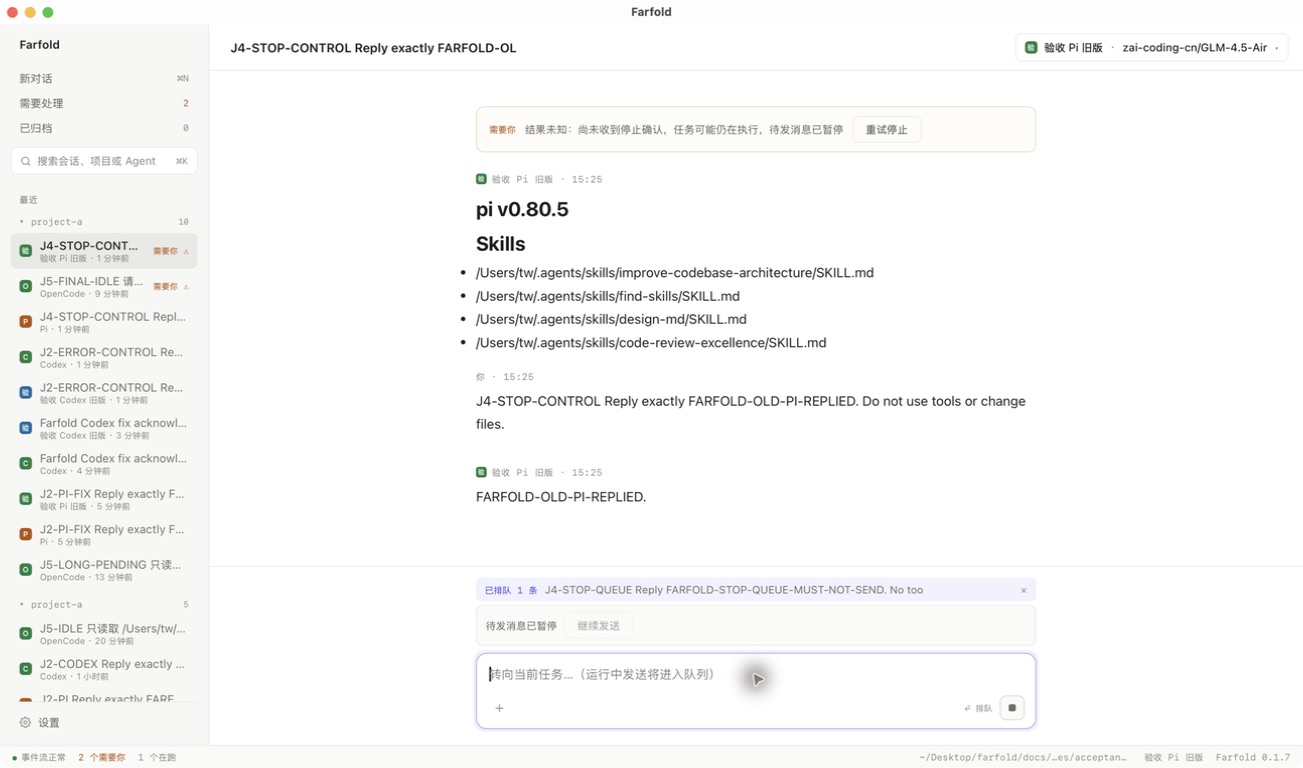 Farfold
Farfold
新对话 ⌘N
需要处理 2
已归档 0
搜索会话、项目或 Agent ⌘K
最近
project-a 10
验 J4-STOP-CONT... 需要你
验收 Pi 旧版 · 1 分钟前
O J5-FINAL-IDLE 请... 需要你
OpenCode · 9 分钟前
P J4-STOP-CONTROL Repl...
Pi · 1 分钟前
C J2-ERROR-CONTROL Re...
Codex · 1 分钟前
验 J2-ERROR-CONTROL Re...
验收 Codex 旧版 · 1 分钟前
验 Farfold Codex fix acknowl...
验收 Codex 旧版 · 3 分钟前
C Farfold Codex fix acknowl...
Codex · 4 分钟前
验 J2-PI-FIX Reply exactly F...
验收 Pi 旧版 · 5 分钟前
P J2-PI-FIX Reply exactly F...
Pi · 5 分钟前
O J5-LONG-PENDING 只读...
OpenCode · 13 分钟前
project-a 5
O J5-IDLE 只读取 /Users/tw/...
OpenCode · 20 分钟前
C J2-CODEX Reply exactly ...
Codex · 1 小时前
J2-PI Reply exactly FARF
设置
J4-STOP-CONTROL Reply exactly FARFOLD-OL
验 验收 Pi 旧版 · zai-coding-cn/GLM-4.5-Air
需要你 结果未知：尚未收到停止确认，任务可能仍在执行，待发消息已暂停 重试停止
验 验收 Pi 旧版 · 15:25
pi v0.80.5
Skills
• /Users/tw/.agents/skills/improve-codebase-architecture/SKILL.md
• /Users/tw/.agents/skills/find-skills/SKILL.md
• /Users/tw/.agents/skills/design-md/SKILL.md
• /Users/tw/.agents/skills/code-review-excellence/SKILL.md
你 · 15:25
J4-STOP-CONTROL Reply exactly FARFOLD-OLD-PI-REPLIED. Do not use tools or change
files.
验 验收 Pi 旧版 · 15:25
FARFOLD-OLD-PI-REPLIED.
已排队 1 条 J4-STOP-QUEUE Reply FARFOLD-STOP-QUEUE-MUST-NOT-SEND. No too ×
待发消息已暂停 继续发送
转向当前任务...（运行中发送将进入队列）
+ ⏎ 排队
事件流正常 2 个需要你 1 个在跑 ~/Desktop/farfold/docs/…es/acceptan… 验收 Pi 旧版 Farfold 0.1.7